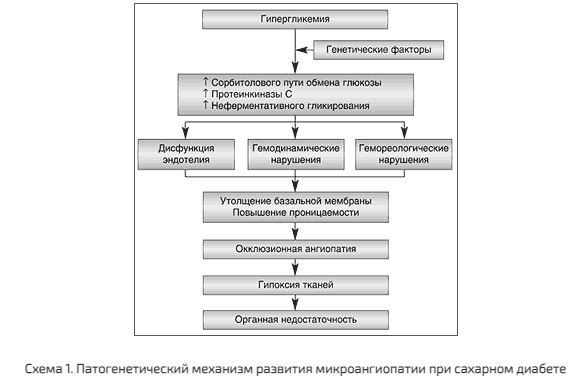 Гипергликемия
Генетические факторы
↑ Сорбитолового пути обмена глюкозы
↑ Протеинкиназы С
↑ Неферментативного гликирования
Дисфункция
эндотелия
Гемодинамические
нарушения
Гемореологические
нарушения
Утолщение базальной мембраны
Повышение проницаемости
Окклюзионная ангиопатия
Гипоксия тканей
Органная недостаточность
Схема 1. Патогенетический механизм развития микроангиопатии при сахарном диабете